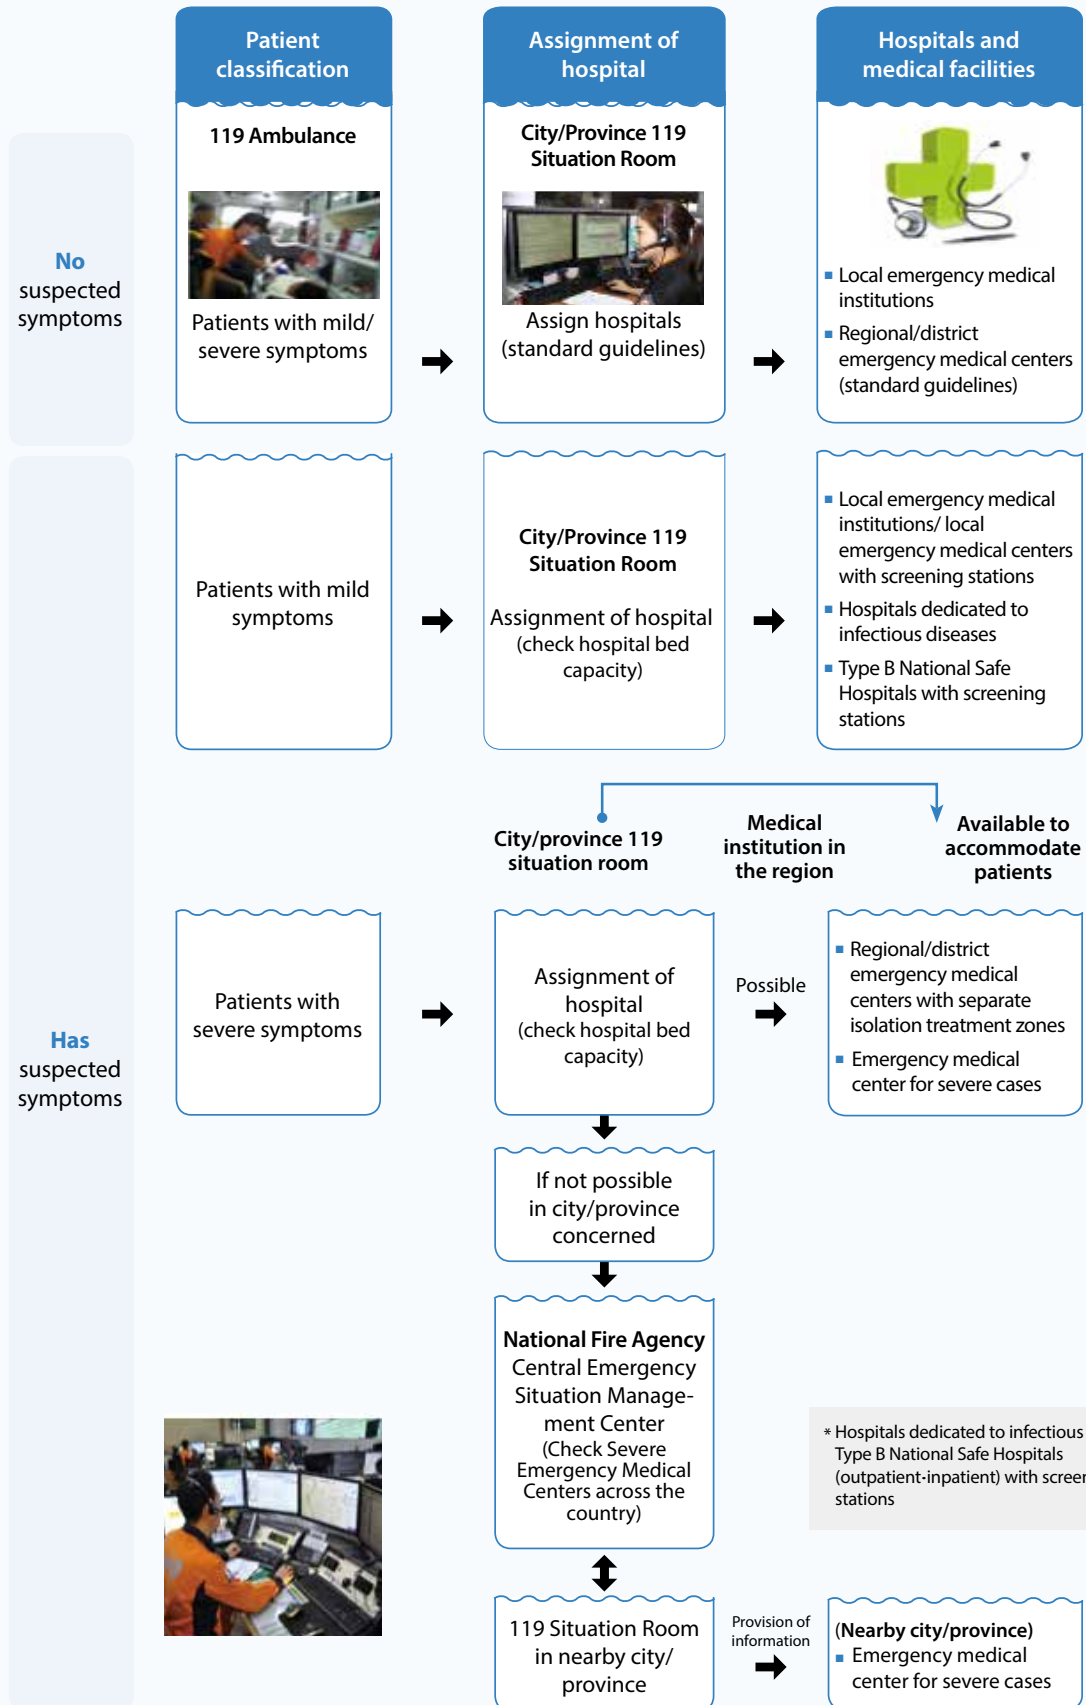 Patient
classification
Assignment of
hospital
Hospitals and
medical facilities
No
suspected
symptoms
119 Ambulance
Patients with mild/
severe symptoms
City/Province 119
Situation Room
Assign hospitals
(standard guidelines)
▪ Local emergency medical
institutions
▪ Regional/district
emergency medical centers
(standard guidelines)
Has
suspected
symptoms
Patients with mild
symptoms
City/Province 119
Situation Room
Assignment of hospital
(check hospital bed
capacity)
▪ Local emergency medical
institutions/ local
emergency medical centers
with screening stations
▪ Hospitals dedicated to
infectious diseases
▪ Type B National Safe
Hospitals with screening
stations
City/province 119
situation room
Medical
institution in
the region
Available to
accommodate
patients
Patients with
severe symptoms
Assignment of
hospital
(check hospital bed
capacity)
Possible
▪ Regional/district
emergency medical
centers with separate
isolation treatment zones
▪ Emergency medical
center for severe cases
If not possible
in city/province
concerned
National Fire Agency
Central Emergency
Situation Manage-
ment Center
(Check Severe
Emergency Medical
Centers across the
country)
* Hospitals dedicated to infectious
Type B National Safe Hospitals
(outpatient-inpatient) with screen
stations
119 Situation Room
in nearby city/
province
Provision of
information
(Nearby city/province)
▪ Emergency medical
center for severe cases